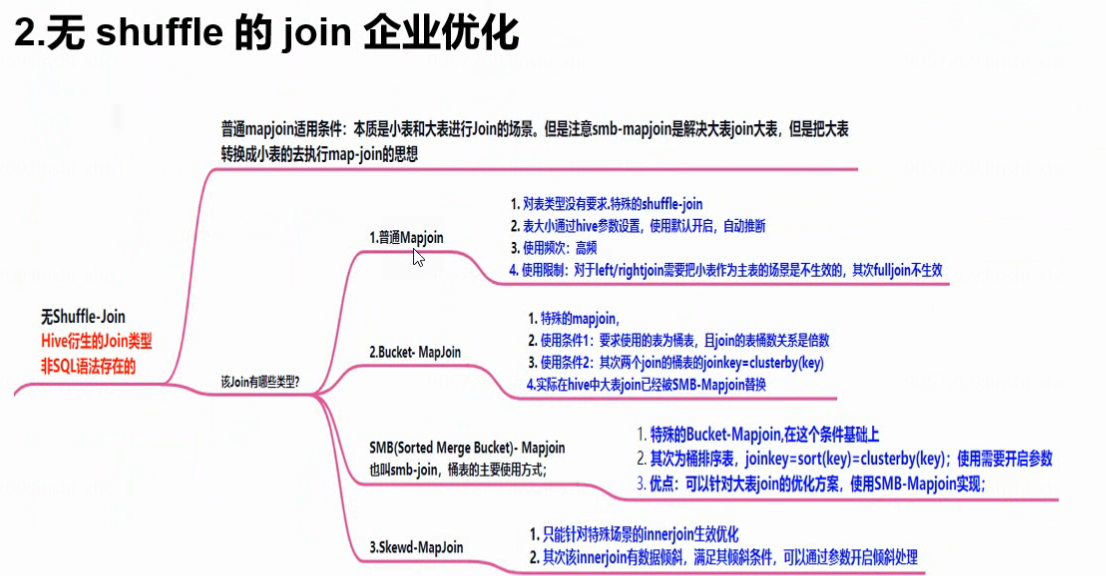 2.无 shuffle 的 join 企业优化
普通mapjoin适用条件：本质是小表和大表进行Join的场景。但是注意smb-mapjoin是解决大表join大表，但是把大表
转换成小表的去执行map-join的思想
无Shuffle-Join
Hive衍生的Join类型
非SQL语法存在的
该Join有哪些类型?
1.普通Mapjoin
1. 对表类型没有要求.特殊的shuffle-join
2. 表大小通过hive参数设置，使用默认开启，自动推断
3. 使用频次：高频
4. 使用限制：对于left/rightjoin需要把小表作为主表的场景是不生效的，其次fulljoin不生效
2.Bucket- MapJoin
1. 特殊的mapjoin，
2. 使用条件1：要求使用的表为桶表，且join的表桶数关系是倍数
3. 使用条件2：其次两个join的桶表的joinkey=clusterby(key)
4.实际在hive中大表join已经被SMB-Mapjoin替换
SMB(Sorted Merge Bucket)- Mapjoin
也叫smb-join，桶表的主要使用方式；
1. 特殊的Bucket-Mapjoin,在这个条件基础上
2. 其次为桶排序表，joinkey=sort(key)=clusterby(key)；使用需要开启参数
3. 优点：可以针对大表join的优化方案，使用SMB-Mapjoin实现；
3.Skewd-MapJoin
1. 只能针对特殊场景的innerjoin生效优化
2. 其次该innerjoin有数据倾斜，满足其倾斜条件，可以通过参数开启倾斜处理